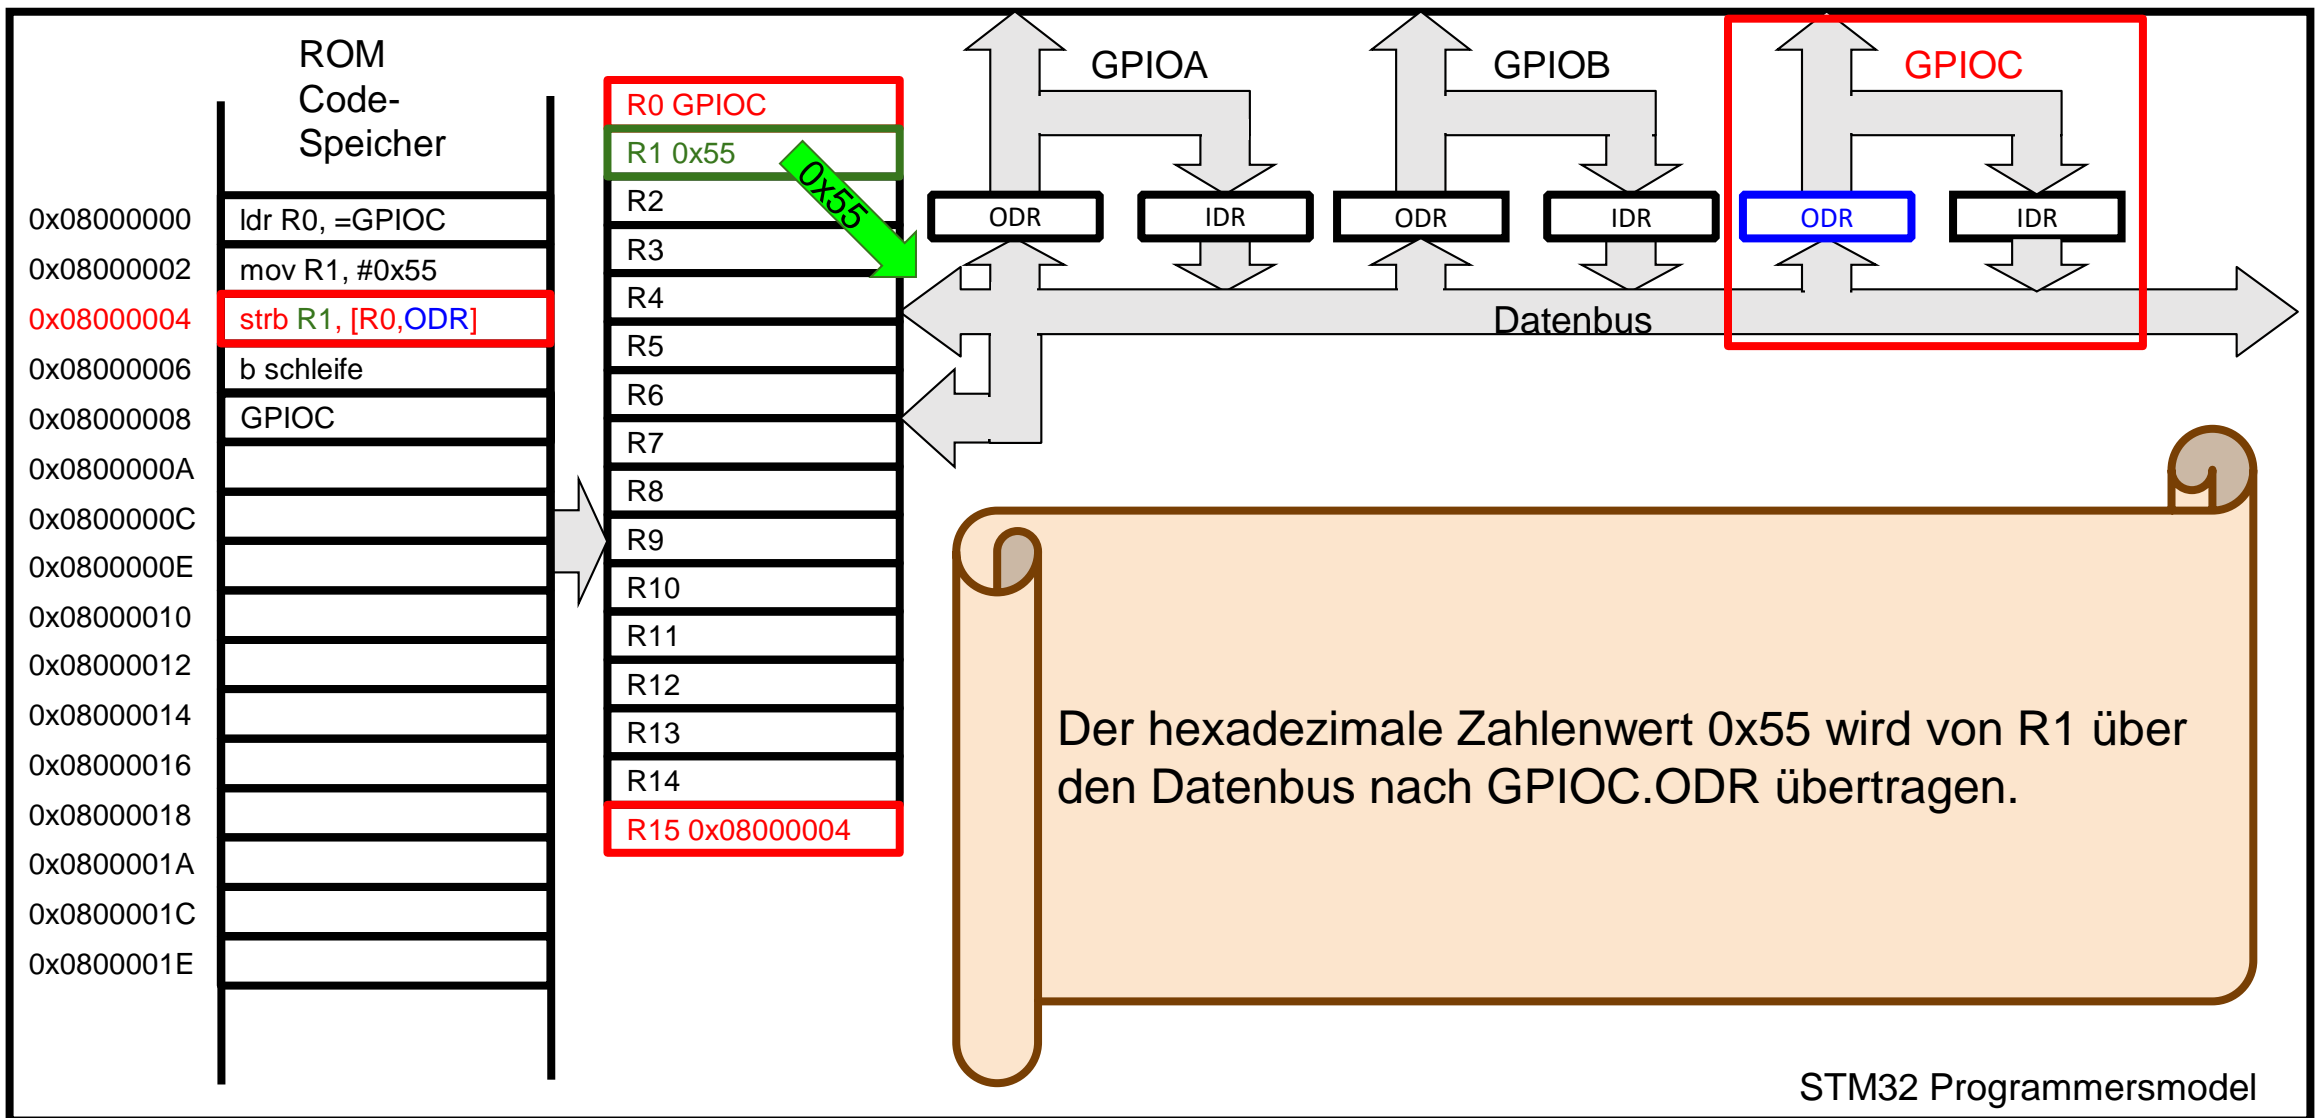 ROM
Code-
Speicher
0x08000000 ldr R0, =GPIOC
0x08000002 mov R1, #0x55
0x08000004 strb R1, [R0,ODR]
0x08000006 b schleife
0x08000008 GPIOC
0x0800000A
0x0800000C
0x0800000E
0x08000010
0x08000012
0x08000014
0x08000016
0x08000018
0x0800001A
0x0800001C
0x0800001E
R0 GPIOC
R1 0x55
0x55
R2
R3
R4
R5
R6
R7
R8
R9
R10
R11
R12
R13
R14
R15 0x08000004
GPIOA
GPIOB
GPIOC
ODR
IDR
ODR
IDR
ODR
IDR
Datenbus
Der hexadezimale Zahlenwert 0x55 wird von R1 über
den Datenbus nach GPIOC.ODR übertragen.
STM32 Programmersmodel